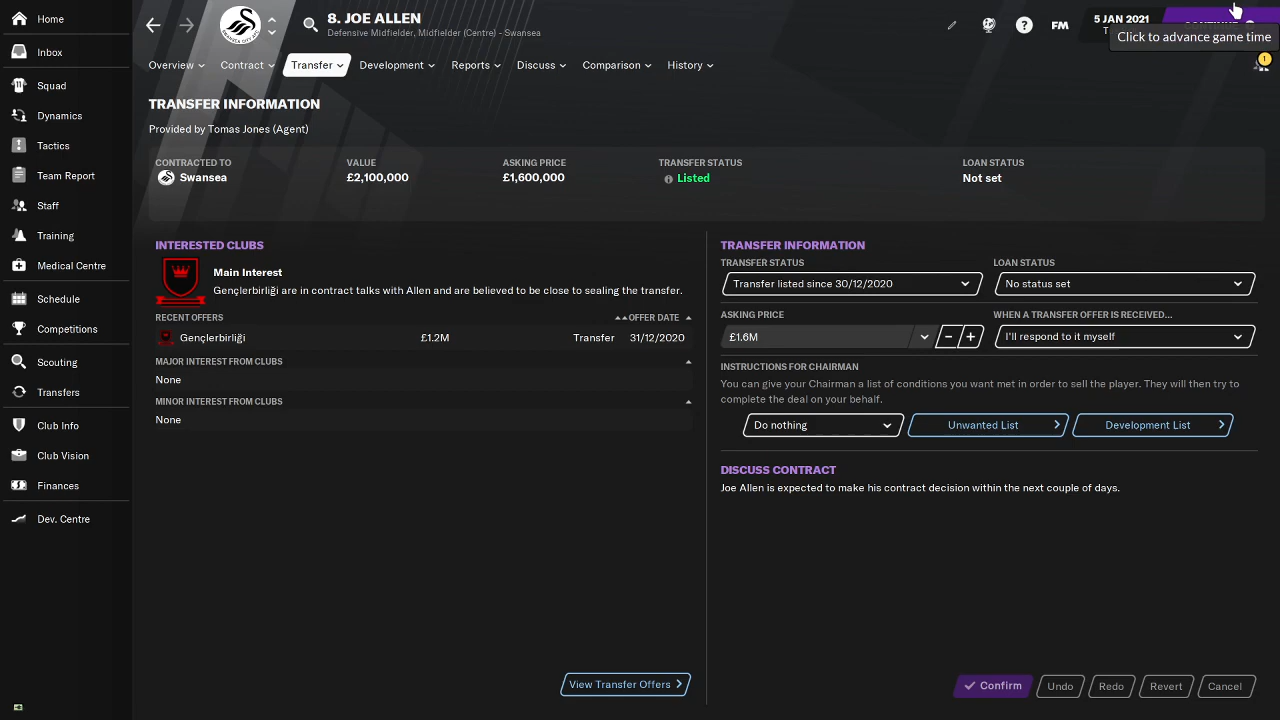 Home
Inbox
Squad
Dynamics
Tactics
Team Report
Staff
Training
Medical Centre
Schedule
Competitions
Scouting
Transfers
Club Info
Club Vision
Finances
Dev. Centre
8. JOE ALLEN
Defensive Midfielder, Midfielder (Centre) - Swansea
FM
5 JAN 2021
Click to advance game time
1
Overview
Contract
Transfer
Development
Reports
Discuss
Comparison
History
TRANSFER INFORMATION
Provided by Tomas Jones (Agent)
CONTRACTED TO
Swansea
VALUE
£2,100,000
ASKING PRICE
£1,600,000
TRANSFER STATUS
Listed
LOAN STATUS
Not set
INTERESTED CLUBS
Main Interest
Gençlerbirliği are in contract talks with Allen and are believed to be close to sealing the transfer.
RECENT OFFERS OFFER DATE
Gençlerbirliği £1.2M Transfer 31/12/2020
MAJOR INTEREST FROM CLUBS
None
MINOR INTEREST FROM CLUBS
None
View Transfer Offers
TRANSFER INFORMATION
TRANSFER STATUS
Transfer listed since 30/12/2020
LOAN STATUS
No status set
ASKING PRICE
£1.6M
WHEN A TRANSFER OFFER IS RECEIVED...
I'll respond to it myself
INSTRUCTIONS FOR CHAIRMAN
You can give your Chairman a list of conditions you want met in order to sell the player. They will then try to
complete the deal on your behalf.
Do nothing
Unwanted List
Development List
DISCUSS CONTRACT
Joe Allen is expected to make his contract decision within the next couple of days.
Confirm
Undo
Redo
Revert
Cancel